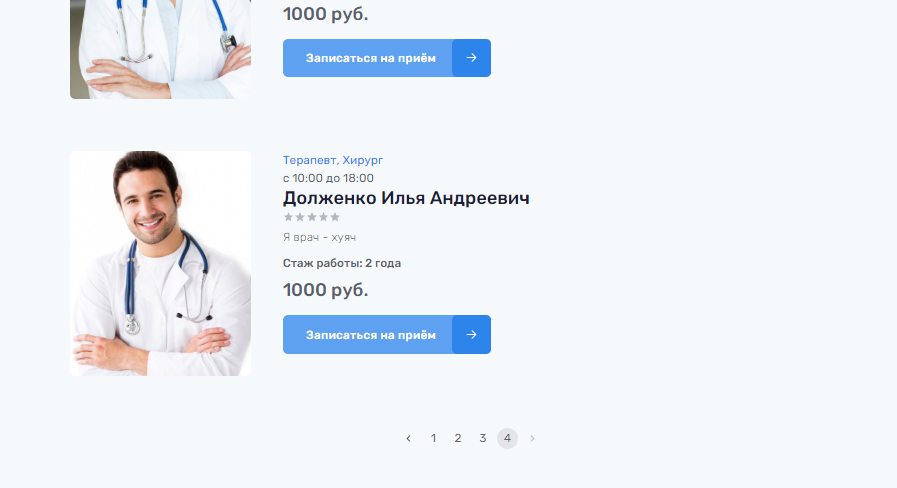 1000 руб.
Записаться на приём
Терапевт, Хирург
с 10:00 до 18:00
Долженко Илья Андреевич
Я врач - хуяч
Стаж работы: 2 года
1000 руб.
Записаться на приём
1 2 3 4